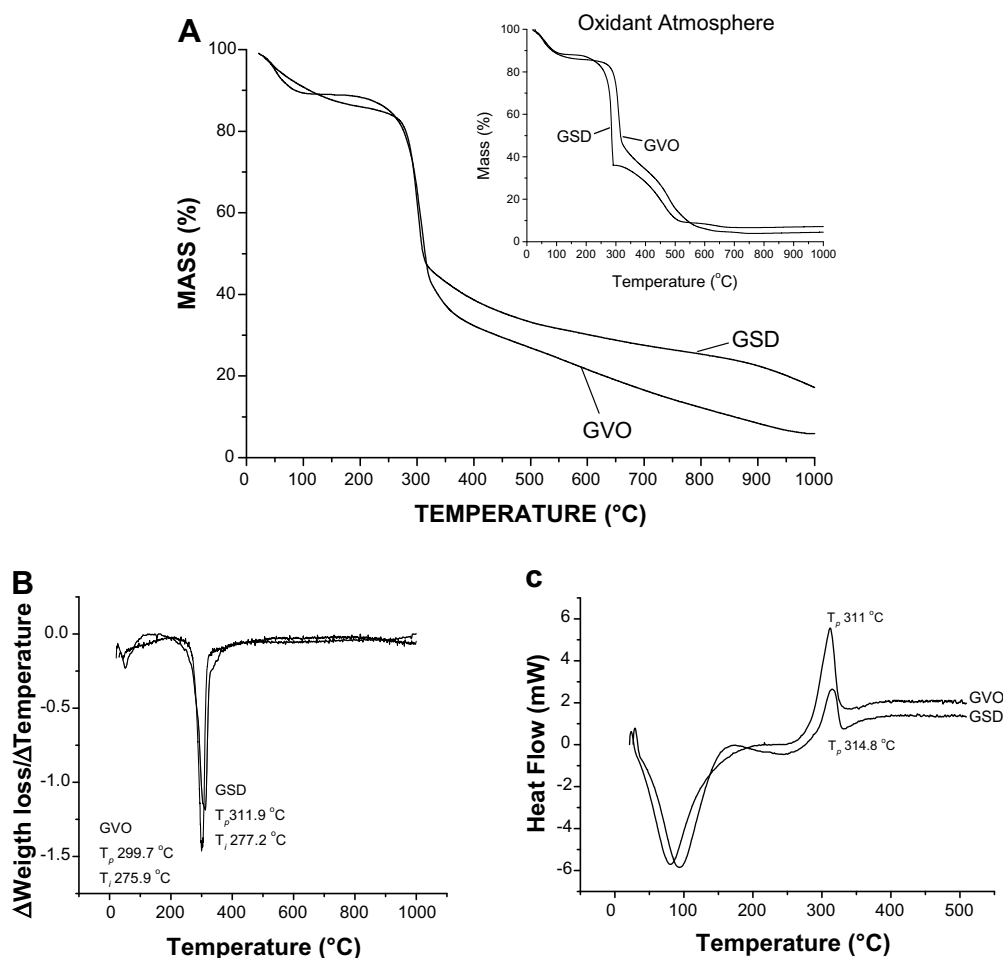 A
MASS (%)
100
80
60
40
20
0
0 100 200 300 400 500 600 700 800 900 1000
TEMPERATURE (°C)
GSD
GVO
Oxidant Atmosphere
Mass (%)
100
80
60
40
20
0
0 100 200 300 400 500 600 700 800 900 1000
Temperature (°C)
GSD
GVO
B
ΔWeigth loss/ΔTemperature
0.0
-0.5
-1.0
-1.5
0 200 400 600 800 1000
Temperature (°C)
GSD
Tp311.9 °C
Ti 277.2 °C
GVO
Tp 299.7 °C
Ti 275.9 °C
c
Heat Flow (mW)
6
4
2
0
-2
-4
-6
0 100 200 300 400 500
Temperature (°C)
Tp 311 °C
GVO
GSD
Tp 314.8 °C